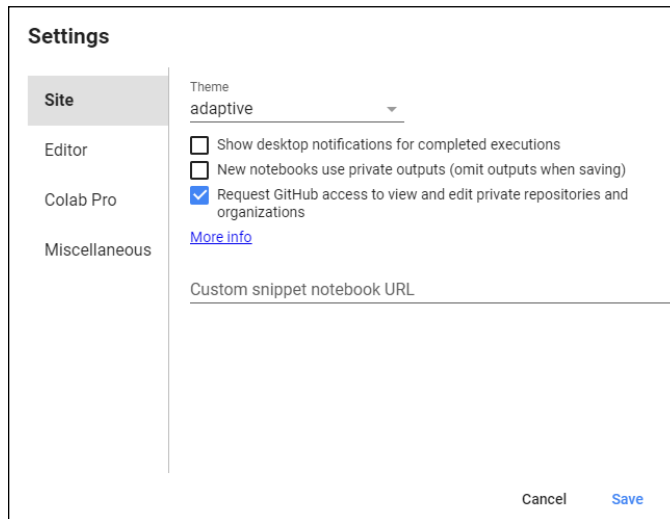 Settings
Site
Editor
Colab Pro
Miscellaneous
Theme
adaptive
Show desktop notifications for completed executions
New notebooks use private outputs (omit outputs when saving)
Request GitHub access to view and edit private repositories and
organizations
More info
Custom snippet notebook URL
Cancel
Save